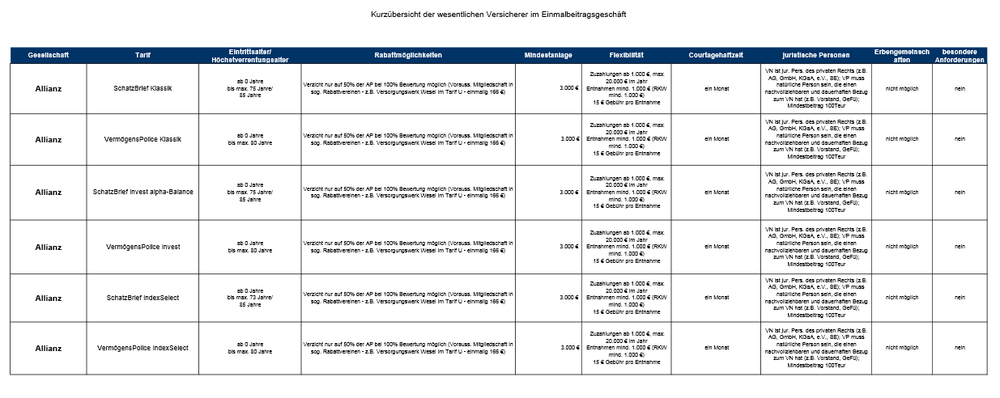 Kurzübersicht der wesentlichen Versicherer im Einmalbeitragsgeschäft
Gesellschaft
Tarif
Eintrittsalter/
Höchstverrentungsalter
Rabattmöglichkeiten
Mindestanlage
Flexibilität
Courtagehaftzeit
juristische Personen
Erbengemeinsch
aften
besondere
Anforderungen
Allianz
SchatzBrief Klassik
ab 0 Jahre
bis max. 75 Jahre/
85 Jahre
Verzicht nur auf 50% der AP bei 100% Bewertung möglich (Vorauss. Mitgliedschaft in
sog. Rabattvereinen - z.B. Versorgungswerk Wesel im Tarif U - einmalig 166 €)
3.000 €
Zuzahlungen ab 1.000 €, max.
20.000 € im Jahr
Entnahmen mind. 1.000 € (RKW
mind. 1.000 €)
15 € Gebühr pro Entnahme
ein Monat
VN ist jur. Pers. des privaten Rechts (z.B.
AG, GmbH, KGaA, e.V., SE); VP muss
natürliche Person sein, die einen
nachvollziehbaren und dauerhaften Bezug
zum VN hat (z.B. Vorstand, GeFü);
Mindestbeitrag 100Teur
nicht möglich
nein
Allianz
VermögensPolice Klassik
ab 0 Jahre
bis max. 80 Jahre
Verzicht nur auf 50% der AP bei 100% Bewertung möglich (Vorauss. Mitgliedschaft in
sog. Rabattvereinen - z.B. Versorgungswerk Wesel im Tarif U - einmalig 166 €)
3.000 €
Zuzahlungen ab 1.000 €, max.
20.000 € im Jahr
Entnahmen mind. 1.000 € (RKW
mind. 1.000 €)
15 € Gebühr pro Entnahme
ein Monat
VN ist jur. Pers. des privaten Rechts (z.B.
AG, GmbH, KGaA, e.V., SE); VP muss
natürliche Person sein, die einen
nachvollziehbaren und dauerhaften Bezug
zum VN hat (z.B. Vorstand, GeFü);
Mindestbeitrag 100Teur
nicht möglich
nein
Allianz
SchatzBrief Invest alpha-Balance
ab 0 Jahre
bis max. 75 Jahre/
85 Jahre
Verzicht nur auf 50% der AP bei 100% Bewertung möglich (Vorauss. Mitgliedschaft in
sog. Rabattvereinen - z.B. Versorgungswerk Wesel im Tarif U - einmalig 166 €)
3.000 €
Zuzahlungen ab 1.000 €, max.
20.000 € im Jahr
Entnahmen mind. 1.000 € (RKW
mind. 1.000 €)
15 € Gebühr pro Entnahme
ein Monat
VN ist jur. Pers. des privaten Rechts (z.B.
AG, GmbH, KGaA, e.V., SE); VP muss
natürliche Person sein, die einen
nachvollziehbaren und dauerhaften Bezug
zum VN hat (z.B. Vorstand, GeFü);
Mindestbeitrag 100Teur
nicht möglich
nein
Allianz
VermögensPolice Invest
ab 0 Jahre
bis max. 80 Jahre
Verzicht nur auf 50% der AP bei 100% Bewertung möglich (Vorauss. Mitgliedschaft in
sog. Rabattvereinen - z.B. Versorgungswerk Wesel im Tarif U - einmalig 166 €)
3.000 €
Zuzahlungen ab 1.000 €, max.
20.000 € im Jahr
Entnahmen mind. 1.000 € (RKW
mind. 1.000 €)
15 € Gebühr pro Entnahme
ein Monat
VN ist jur. Pers. des privaten Rechts (z.B.
AG, GmbH, KGaA, e.V., SE); VP muss
natürliche Person sein, die einen
nachvollziehbaren und dauerhaften Bezug
zum VN hat (z.B. Vorstand, GeFü);
Mindestbeitrag 100Teur
nicht möglich
nein
Allianz
SchatzBrief IndexSelect
ab 0 Jahre
bis max. 73 Jahre/
85 Jahre
Verzicht nur auf 50% der AP bei 100% Bewertung möglich (Vorauss. Mitgliedschaft in
sog. Rabattvereinen - z.B. Versorgungswerk Wesel im Tarif U - einmalig 166 €)
3.000 €
Zuzahlungen ab 1.000 €, max.
20.000 € im Jahr
Entnahmen mind. 1.000 € (RKW
mind. 1.000 €)
15 € Gebühr pro Entnahme
ein Monat
VN ist jur. Pers. des privaten Rechts (z.B.
AG, GmbH, KGaA, e.V., SE); VP muss
natürliche Person sein, die einen
nachvollziehbaren und dauerhaften Bezug
zum VN hat (z.B. Vorstand, GeFü);
Mindestbeitrag 100Teur
nicht möglich
nein
Allianz
VermögensPolice IndexSelect
ab 0 Jahre
bis max. 80 Jahre
Verzicht nur auf 50% der AP bei 100% Bewertung möglich (Vorauss. Mitgliedschaft in
sog. Rabattvereinen - z.B. Versorgungswerk Wesel im Tarif U - einmalig 166 €)
3.000 €
Zuzahlungen ab 1.000 €, max.
20.000 € im Jahr
Entnahmen mind. 1.000 € (RKW
mind. 1.000 €)
15 € Gebühr pro Entnahme
ein Monat
VN ist jur. Pers. des privaten Rechts (z.B.
AG, GmbH, KGaA, e.V., SE); VP muss
natürliche Person sein, die einen
nachvollziehbaren und dauerhaften Bezug
zum VN hat (z.B. Vorstand, GeFü);
Mindestbeitrag 100Teur
nicht möglich
nein